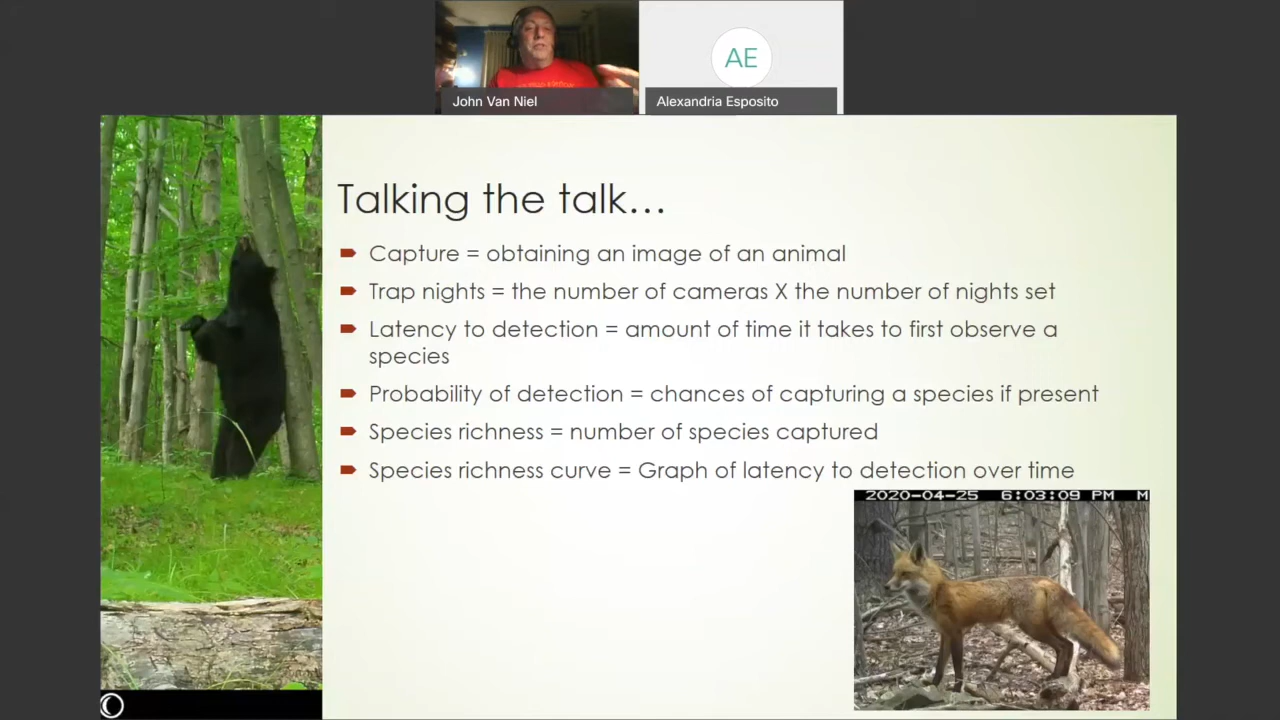 John Van Niel
AE
Alexandria Esposito
Talking the talk...
Capture = obtaining an image of an animal
Trap nights = the number of cameras X the number of nights set
Latency to detection = amount of time it takes to first observe a
species
Probability of detection = chances of capturing a species if present
Species richness = number of species captured
Species richness curve = Graph of latency to detection over time
2020-04-25 6:03:09 PM M